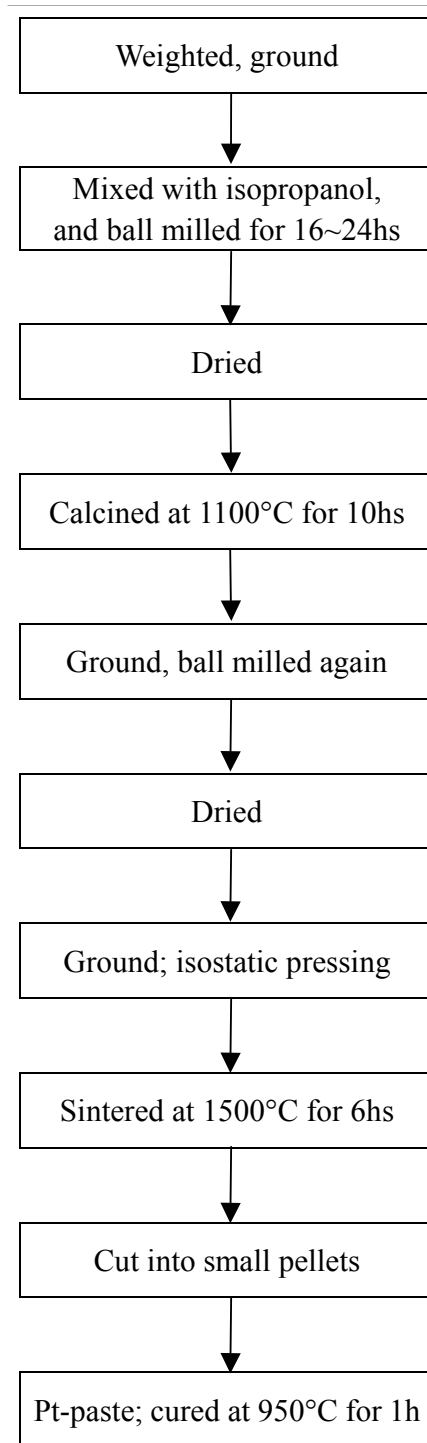 Weighted, ground
Mixed with isopropanol,
and ball milled for 16~24hs
Dried
Calcined at 1100°C for 10hs
Ground, ball milled again
Dried
Ground; isostatic pressing
Sintered at 1500°C for 6hs
Cut into small pellets
Pt-paste; cured at 950°C for 1h